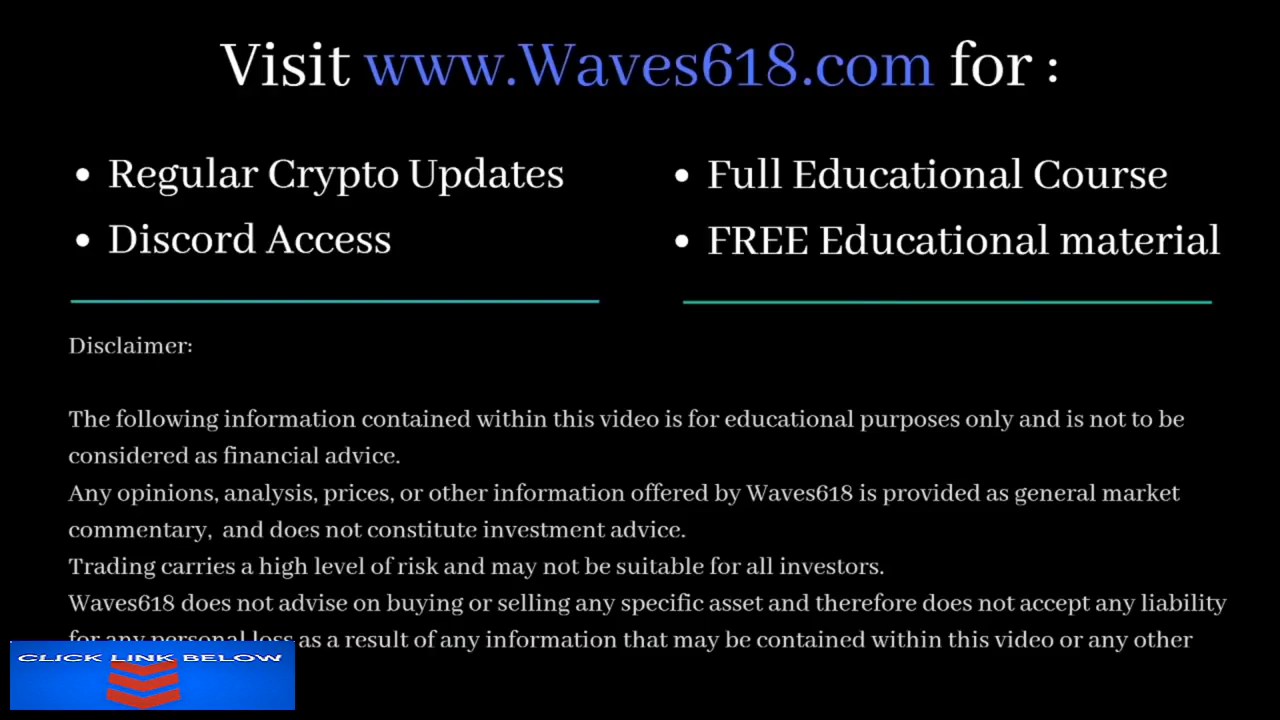 Visit www.Waves618.com for :
• Regular Crypto Updates
• Discord Access
• Full Educational Course
• FREE Educational material
Disclaimer:
The following information contained within this video is for educational purposes only and is not to be
considered as financial advice.
Any opinions, analysis, prices, or other information offered by Waves618 is provided as general market
commentary,  and does not constitute investment advice.
Trading carries a high level of risk and may not be suitable for all investors.
Waves618 does not advise on buying or selling any specific asset and therefore does not accept any liability
for any personal loss as a result of any information that may be contained within this video or any other
CLICK LINK BELOW